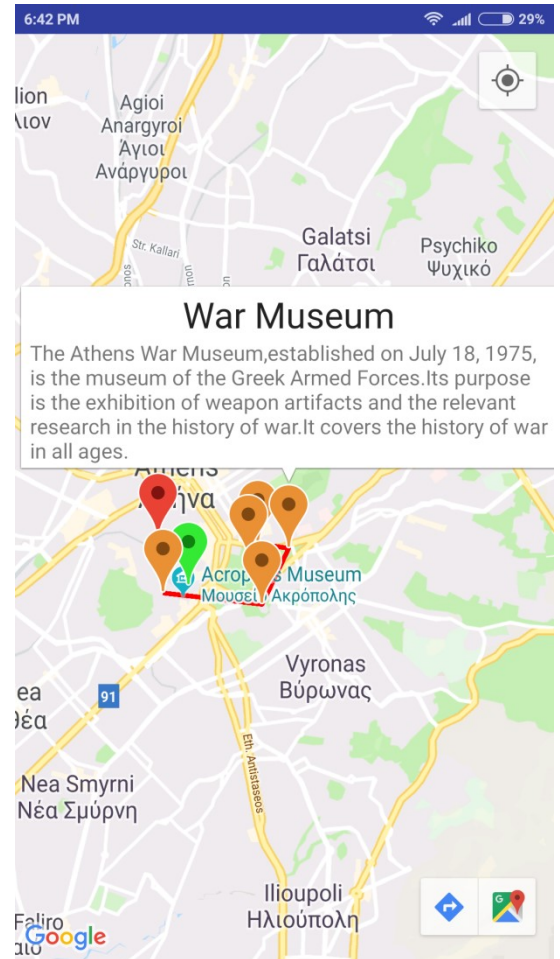 6:42 PM
29%
lion
λιον
Agioi
Anargyroi
Άγιοι
Ανάργυροι
Str. Kallari
Galatsi
Γαλάτσι
Psychiko
Ψυχικό
War Museum
The Athens War Museum,established on July 18, 1975,
is the museum of the Greek Armed Forces.Its purpose
is the exhibition of weapon artifacts and the relevant
research in the history of war.It covers the history of war
in all ages.
Athens
Museum
Μουσείο Ακρόπολης
Vyronas
Βύρωνας
ea
θέα
91
Eth. Antistaseos
Nea Smyrni
Νέα Σμύρνη
Ilioupoli
Ηλιούπολη
Faliro
Google